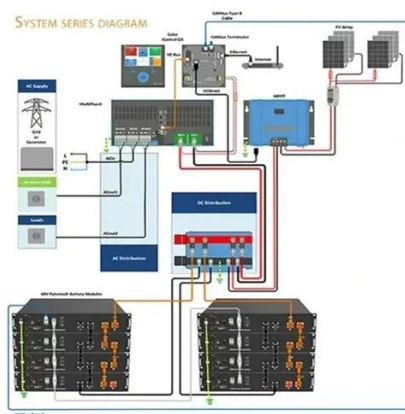 SYSTEM SERIES DIAGRAM
CANbus Type B
Cable
Color
Control GX
CANbus Terminator
PV Array
VE Bus
Ethernet
Internet
AC Supply
MultiPlus-II
VE Direct
MPPT
Grid
or
Generator
L
PE
N
ACin
ACout1
Loads
ACout2
AC Distribution
DC Distribution
48V Pylontech Battery Modules